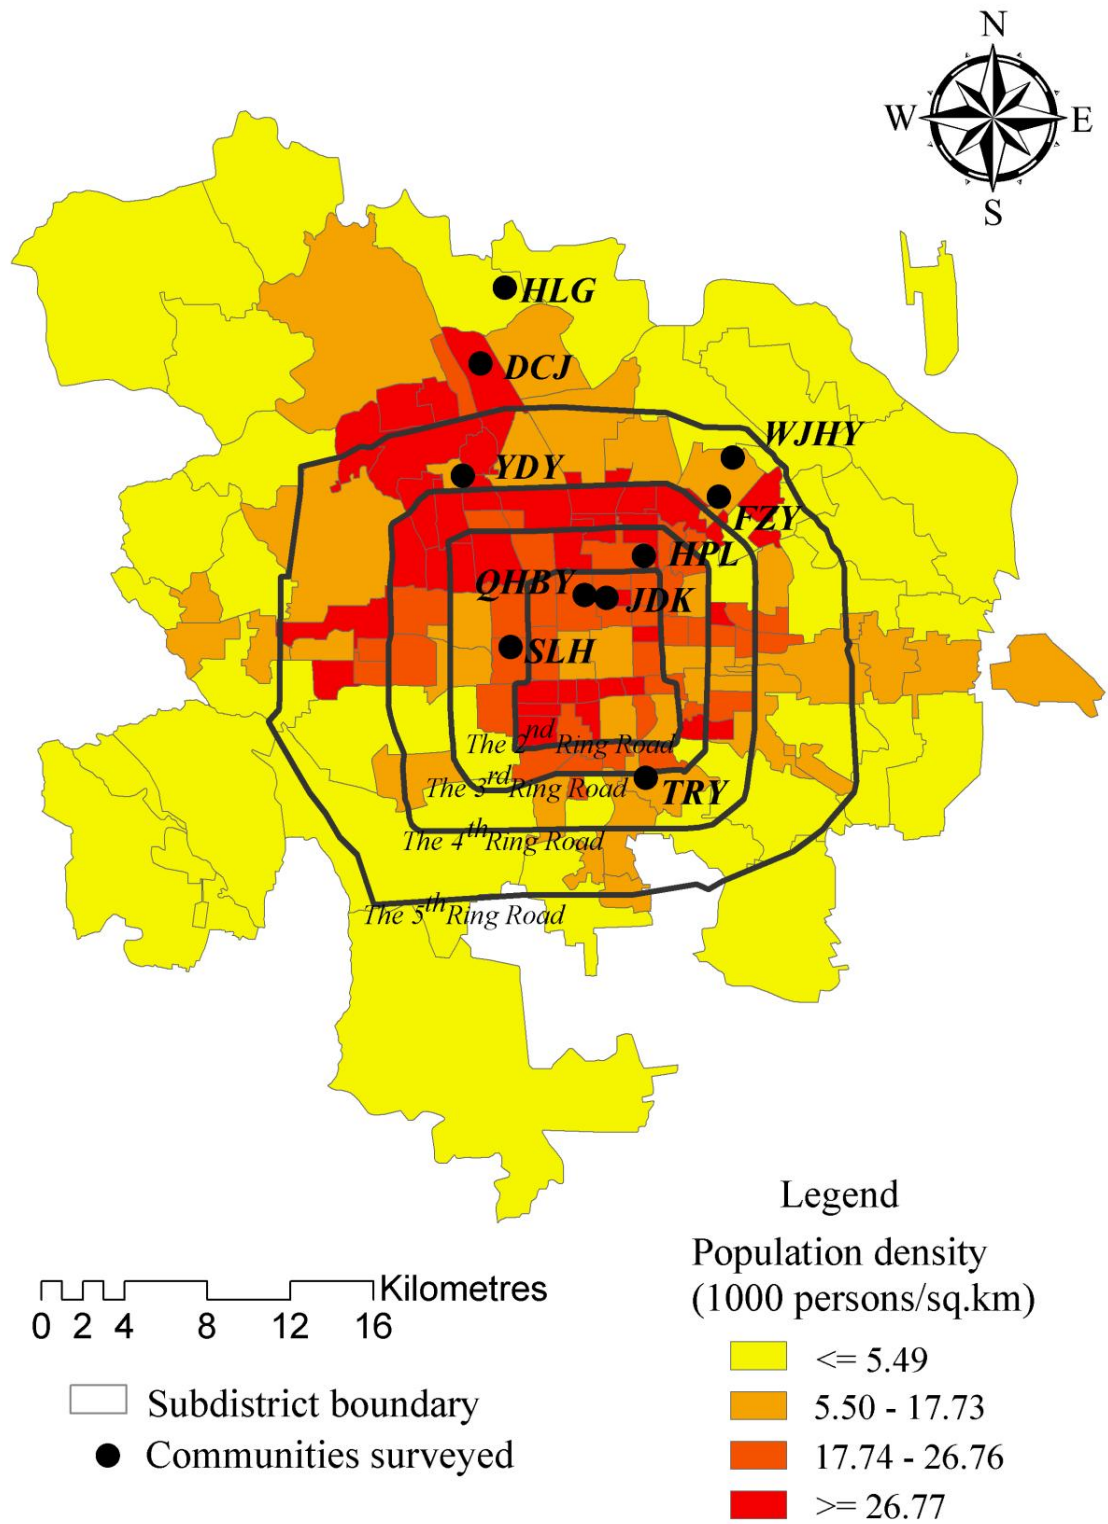 N
W
E
S
HLG
DCJ
WJHY
YDY
FZY
HPL
QHBY
JDK
SLH
The 2nd Ring Road
The 3rd Ring Road
TRY
The 4th Ring Road
The 5th Ring Road
Legend
Population density
(1000 persons/sq.km)
Kilometres
0 2 4 8 12 16
<= 5.49
5.50 - 17.73
17.74 - 26.76
>= 26.77
Subdistrict boundary
Communities surveyed